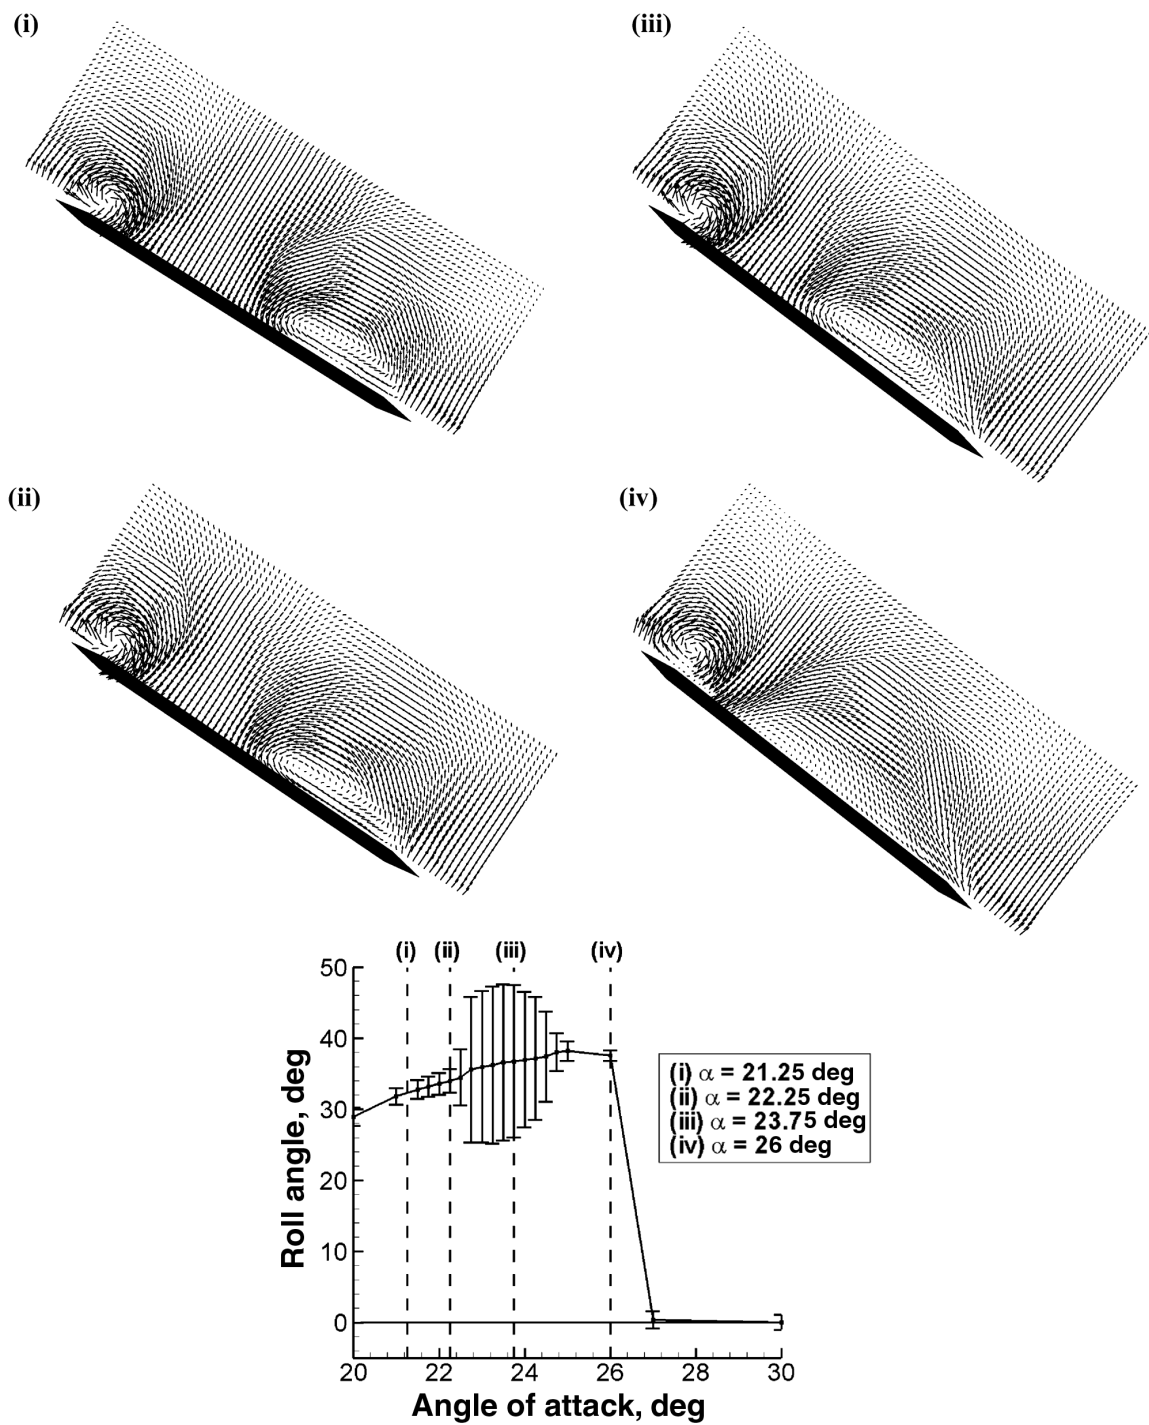 (i)
(iii)
(ii)
(iv)
(i) (ii) (iii) (iv)
50
40
30
20
10
0
Roll angle, deg
(i) α = 21.25 deg
(ii) α = 22.25 deg
(iii) α = 23.75 deg
(iv) α = 26 deg
20 22 24 26 28 30
Angle of attack, deg